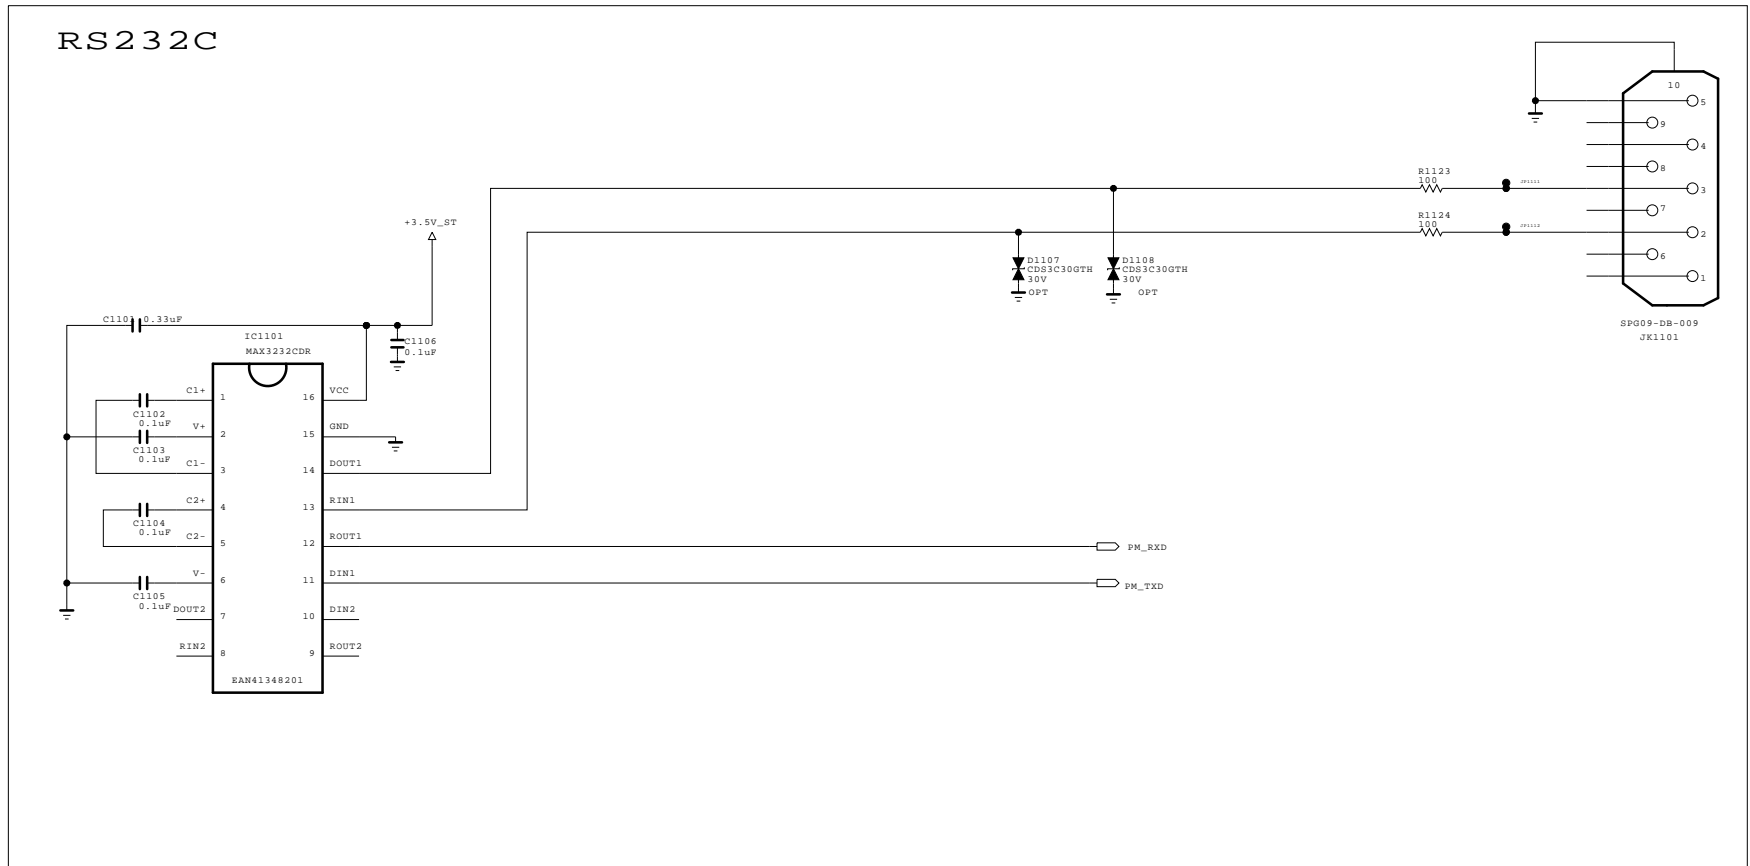 RS232C
10
5
9
4
8
R1123
100
JP1111
3
7
R1124
100
JP1112
2
6
1
SPG09-DB-009
JK1101
+3.5V_ST
D1107
CDS3C30GTH
30V
OPT
D1108
CDS3C30GTH
30V
OPT
C1101 0.33uF
C1106
0.1uF
IC1101
MAX3232CDR
C1+
1
16
VCC
C1102
0.1uF
V+
2
15
GND
C1103
0.1uF
C1-
3
14
DOUT1
C2+
4
13
RIN1
C1104
0.1uF
C2-
5
12
ROUT1
PM_RXD
V-
6
11
DIN1
PM_TXD
C1105
0.1uF
DOUT2
7
10
DIN2
RIN2
8
9
ROUT2
EAN41348201